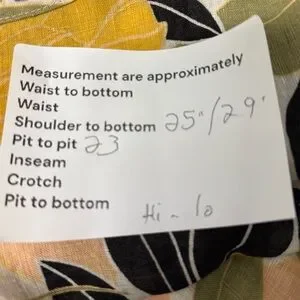 Measurement are approximately
Waist to bottom
Waist
Shoulder to bottom 25"/29"
Pit to pit 23
Inseam
Crotch
Pit to bottom
Hi - lo